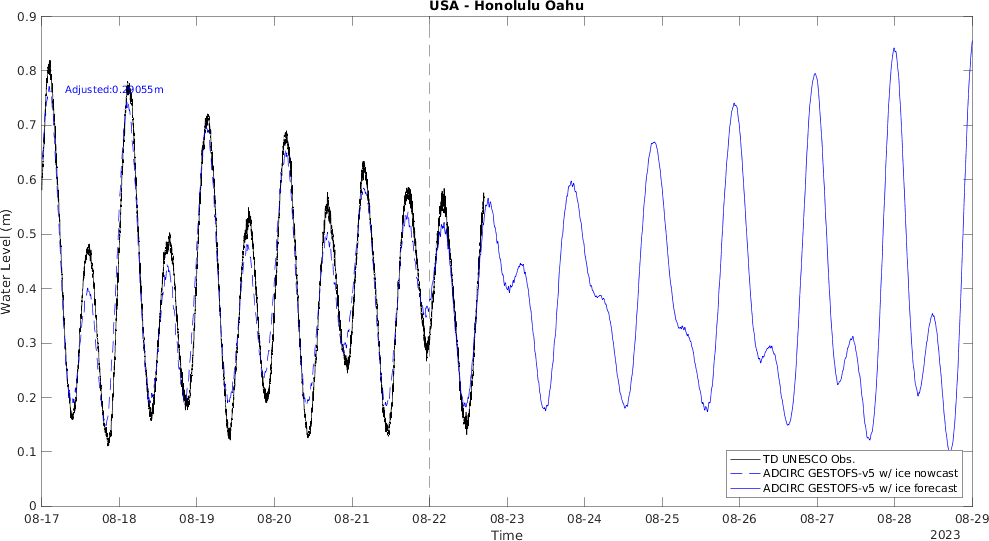 USA - Honolulu Oahu
Adjusted:0.29055m
Water Level (m)
0.9
0.8
0.7
0.6
0.5
0.4
0.3
0.2
0.1
0
TD UNESCO Obs.
ADCIRC GESTOFS-v5 w/ ice nowcast
ADCIRC GESTOFS-v5 w/ ice forecast
08-17 08-18 08-19 08-20 08-21 08-22 08-23 08-24 08-25 08-26 08-27 08-28 08-29
Time
2023